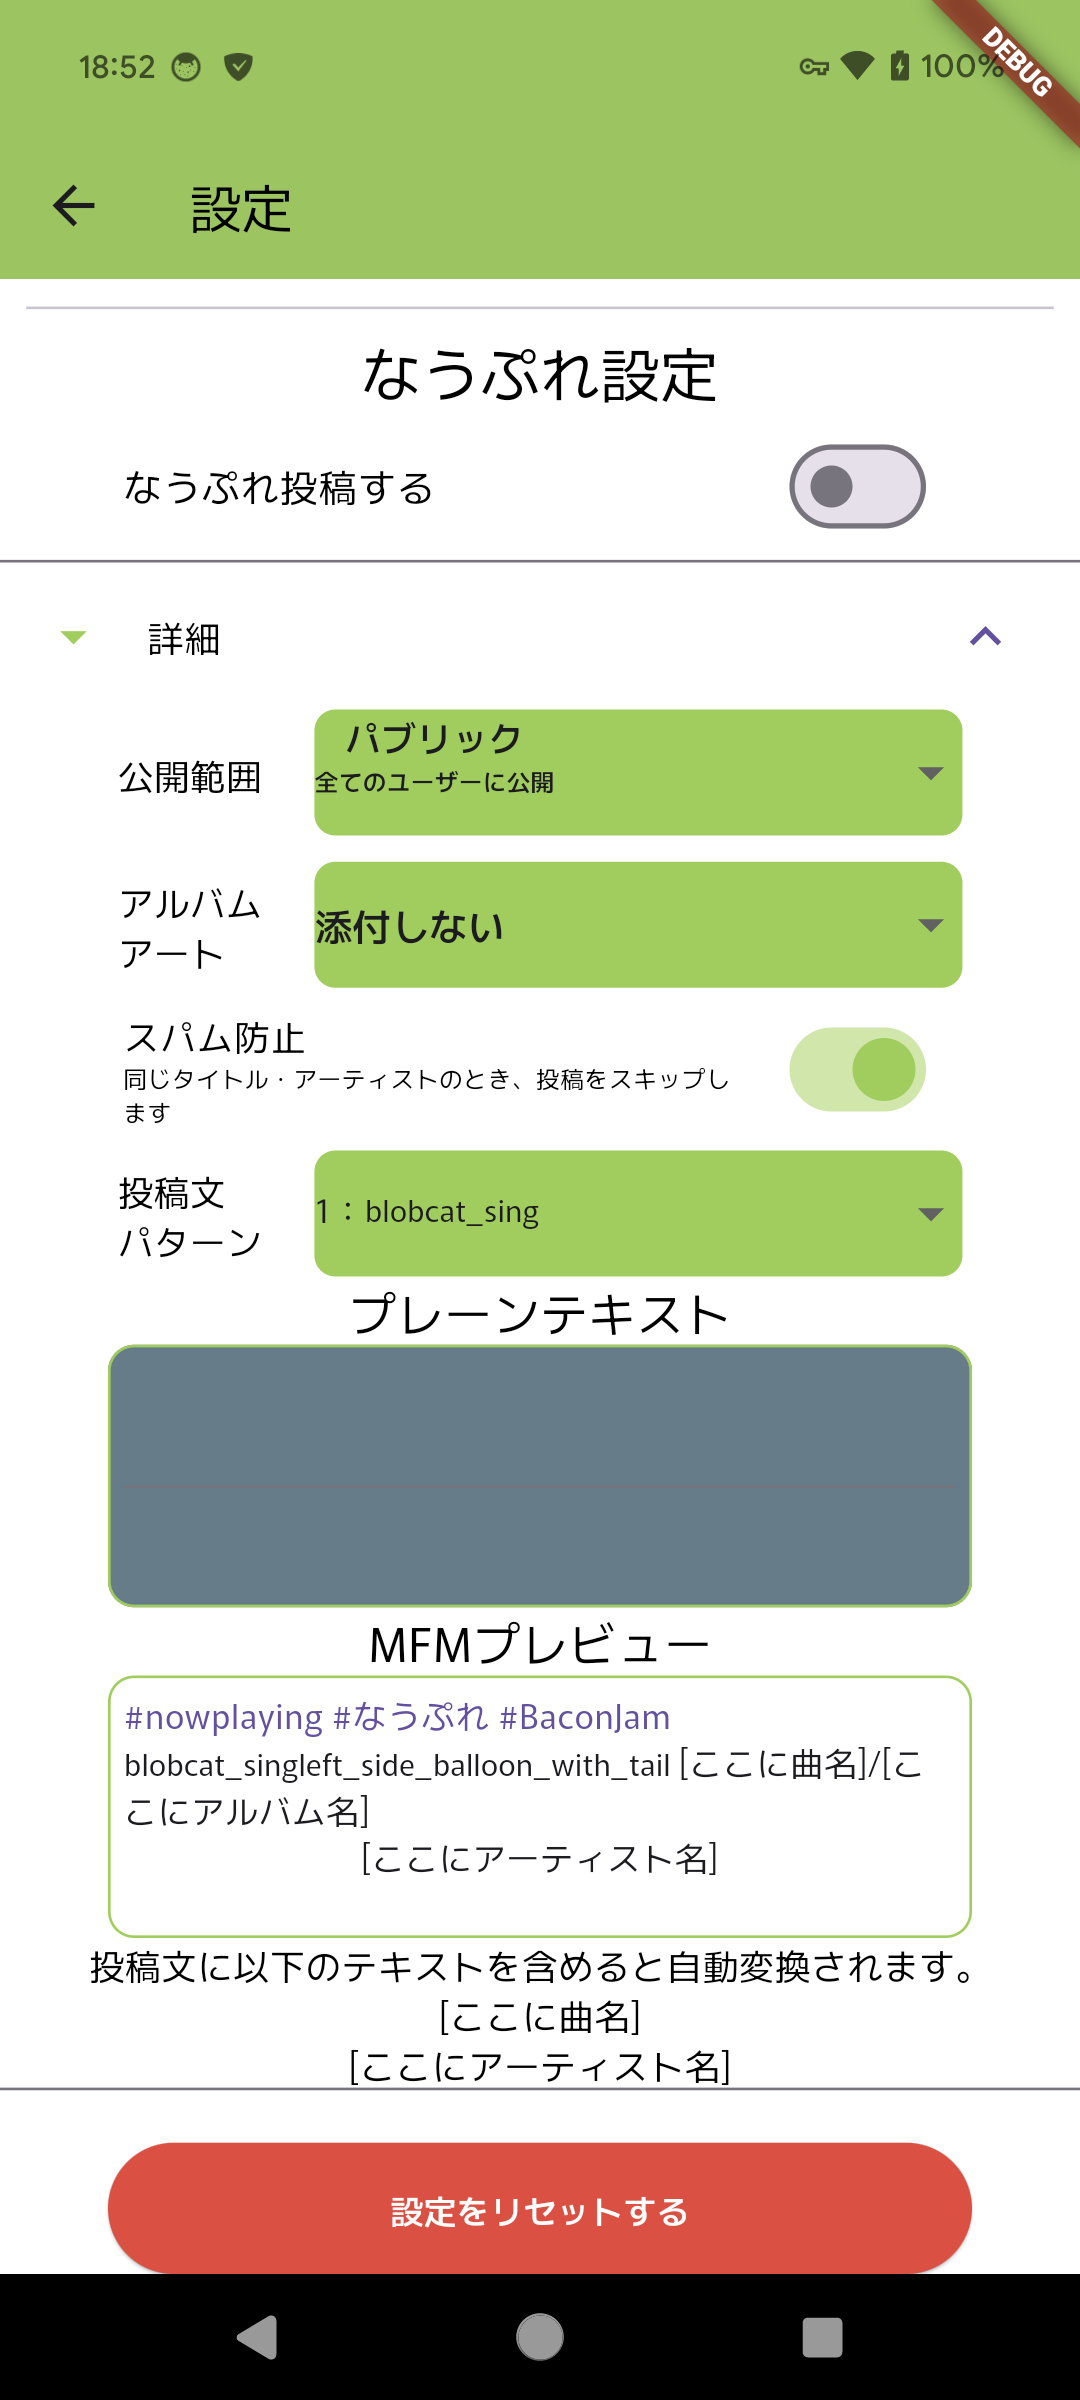 18:52
100%
DEBUG
設定
なうぷれ設定
なうぷれ投稿する
詳細
公開範囲
パブリック
全てのユーザーに公開
アルバム
アート
添付しない
スパム防止
同じタイトル・アーティストのとき、投稿をスキップし
ます
投稿文
パターン
1：blobcat_sing
プレーンテキスト
MFMプレビュー
#nowplaying #なうぷれ #BaconJam
blobcat_singleft_side_balloon_with_tail [ここに曲名]/[こ
こにアルバム名]
[ここにアーティスト名]
投稿文に以下のテキストを含めると自動変換されます。
[ここに曲名]
[ここにアーティスト名]
設定をリセットする